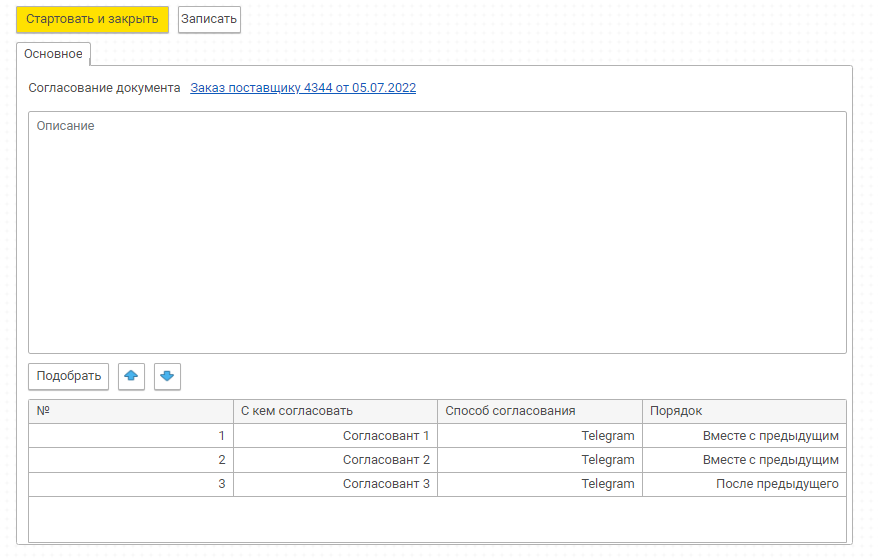 Стартовать и закрыть Записать
Основное
Согласование документа Заказ поставщику 4344 от 05.07.2022
Описание
Подобрать
№ С кем согласовать Способ согласования Порядок
1 Согласовант 1 Telegram Вместе с предыдущим
2 Согласовант 2 Telegram Вместе с предыдущим
3 Согласовант 3 Telegram После предыдущего